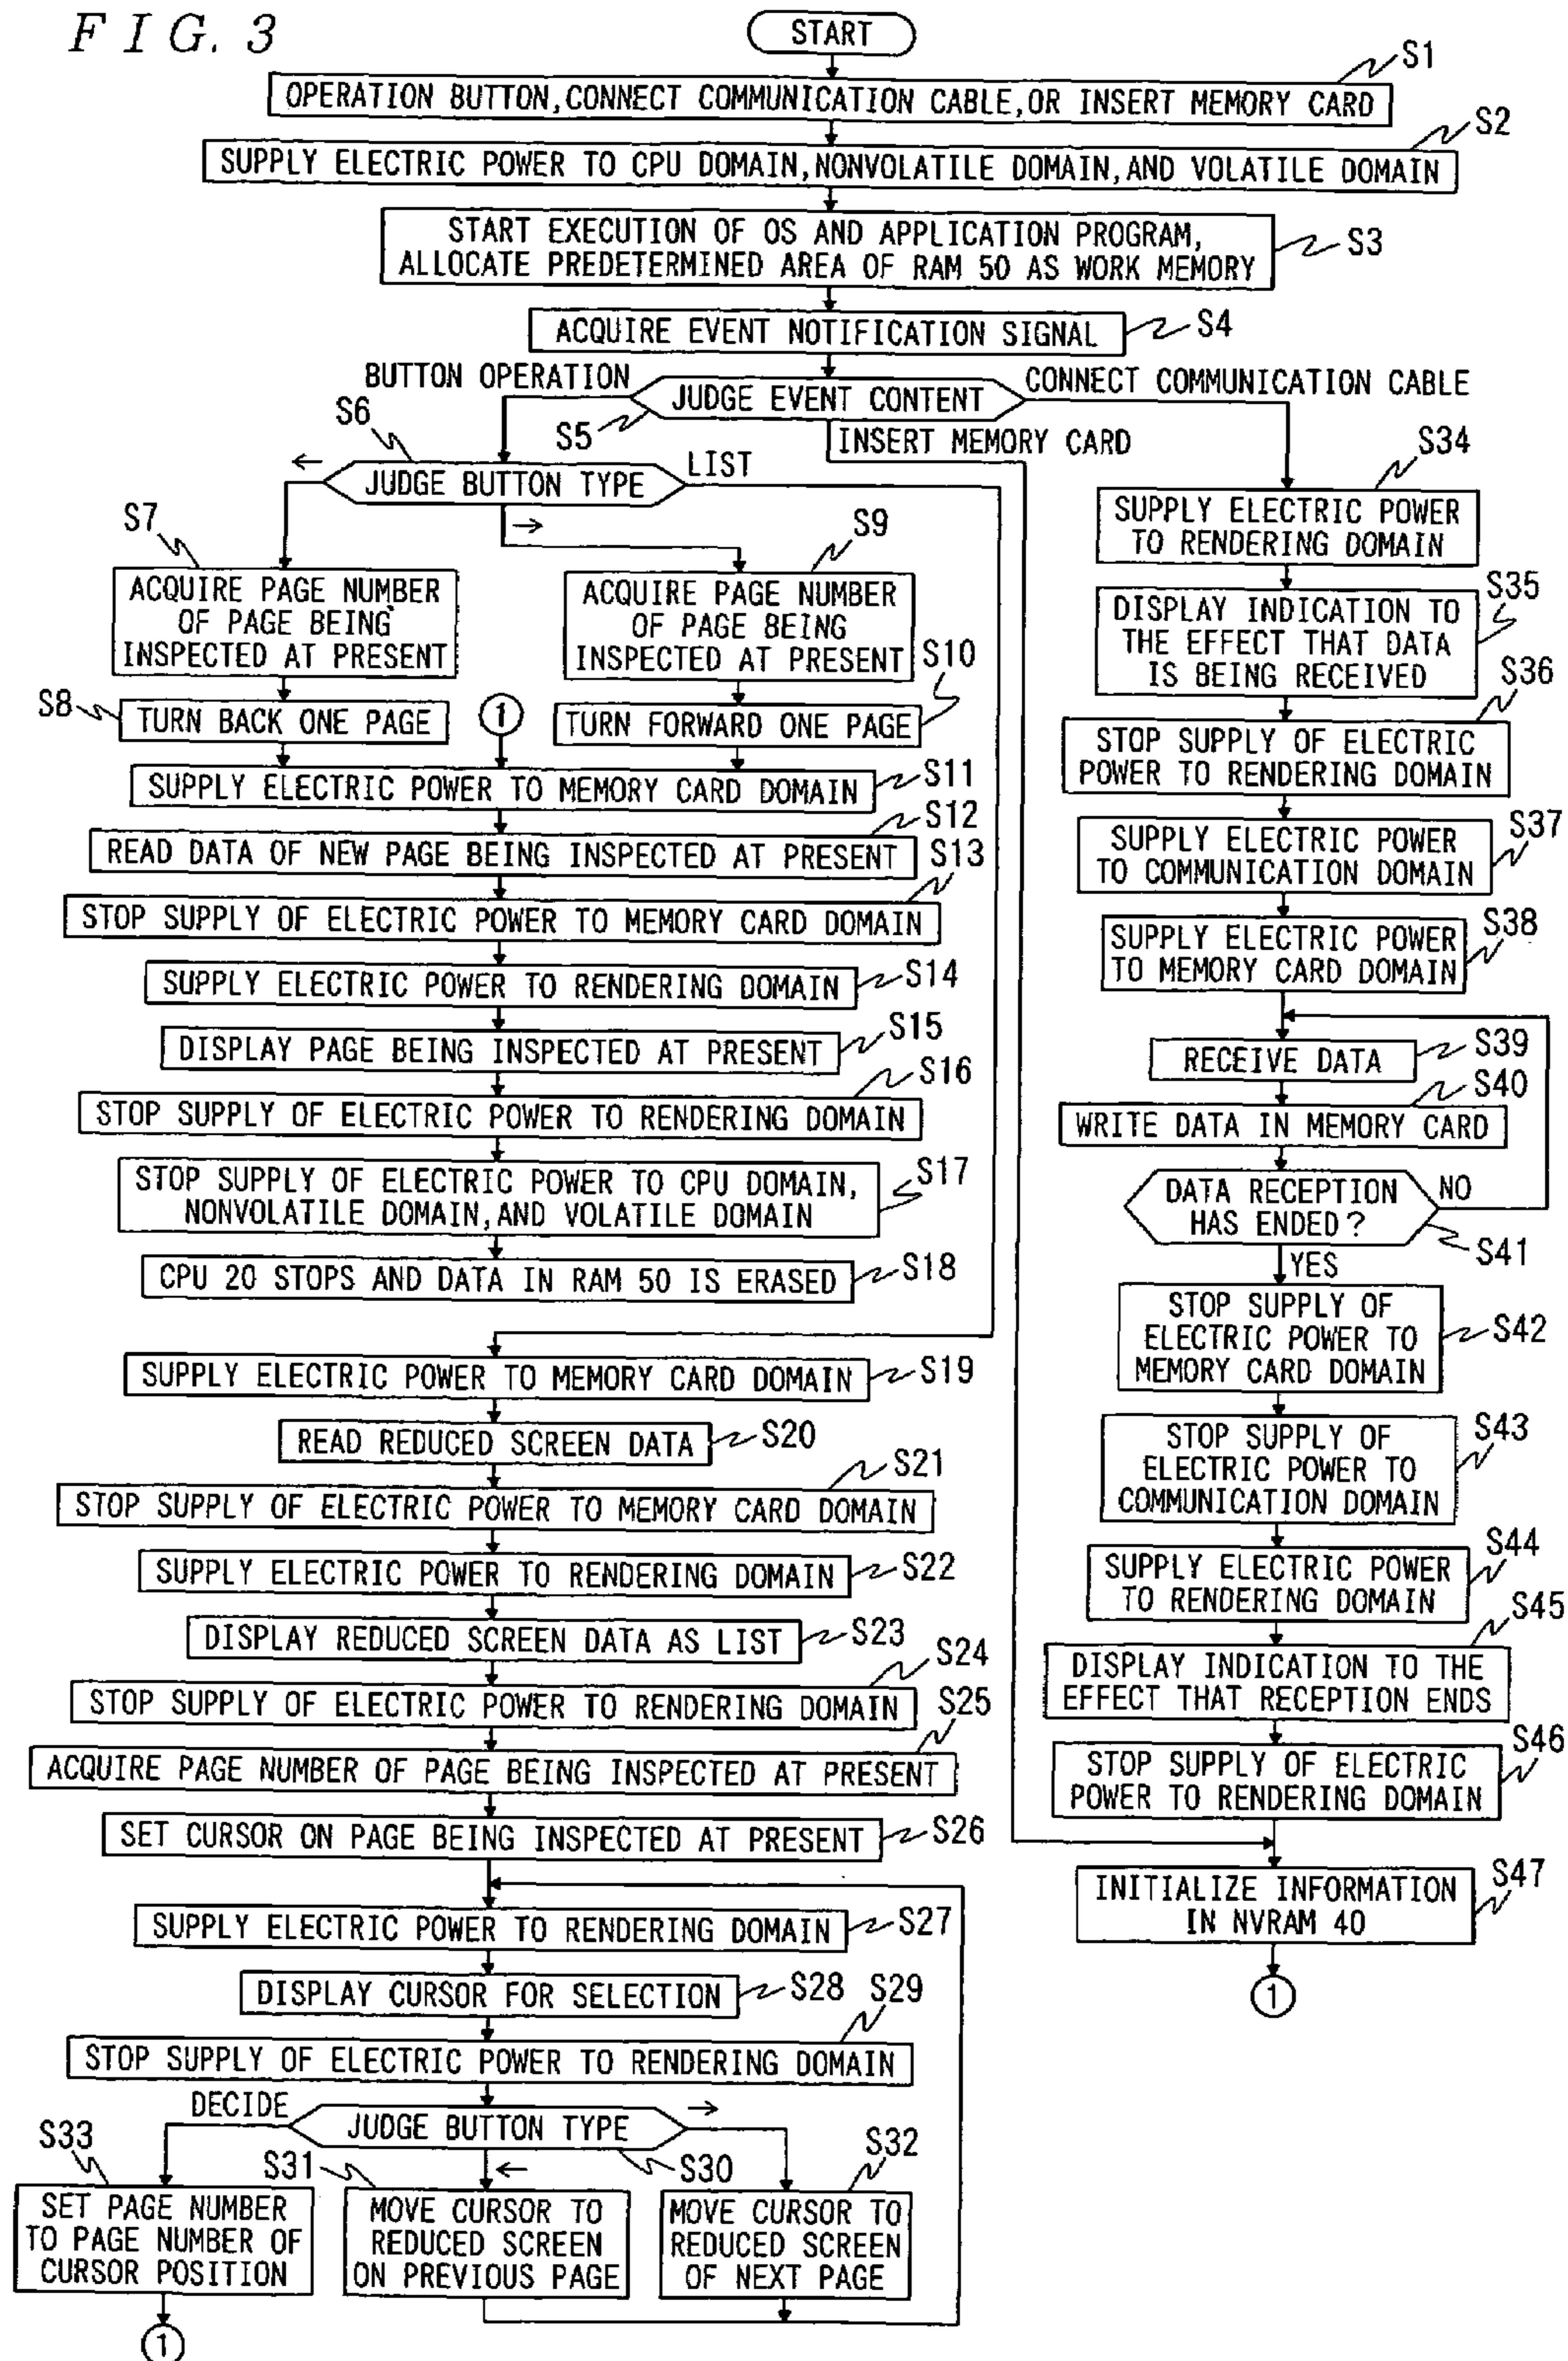 FIG. 3
START
S1
OPERATION BUTTON, CONNECT COMMUNICATION CABLE, OR INSERT MEMORY CARD
S2
SUPPLY ELECTRIC POWER TO CPU DOMAIN, NONVOLATILE DOMAIN, AND VOLATILE DOMAIN
START EXECUTION OF OS AND APPLICATION PROGRAM,
ALLOCATE PREDETERMINED AREA OF RAM 50 AS WORK MEMORY
S3
ACQUIRE EVENT NOTIFICATION SIGNAL
S4
BUTTON OPERATION
JUDGE EVENT CONTENT
CONNECT COMMUNICATION CABLE
S5
INSERT MEMORY CARD
S6
←
JUDGE BUTTON TYPE
LIST
→
S7
ACQUIRE PAGE NUMBER
OF PAGE BEING
INSPECTED AT PRESENT
S8
TURN BACK ONE PAGE
S9
ACQUIRE PAGE NUMBER
OF PAGE BEING
INSPECTED AT PRESENT
S10
TURN FORWARD ONE PAGE
1
SUPPLY ELECTRIC POWER TO MEMORY CARD DOMAIN
S11
S12
READ DATA OF NEW PAGE BEING INSPECTED AT PRESENT
S13
STOP SUPPLY OF ELECTRIC POWER TO MEMORY CARD DOMAIN
SUPPLY ELECTRIC POWER TO RENDERING DOMAIN
S14
DISPLAY PAGE BEING INSPECTED AT PRESENT
S15
S16
STOP SUPPLY OF ELECTRIC POWER TO RENDERING DOMAIN
STOP SUPPLY OF ELECTRIC POWER TO CPU DOMAIN,
NONVOLATILE DOMAIN, AND VOLATILE DOMAIN
S17
CPU 20 STOPS AND DATA IN RAM 50 IS ERASED
S18
SUPPLY ELECTRIC POWER TO MEMORY CARD DOMAIN
S19
READ REDUCED SCREEN DATA
S20
S21
STOP SUPPLY OF ELECTRIC POWER TO MEMORY CARD DOMAIN
SUPPLY ELECTRIC POWER TO RENDERING DOMAIN
S22
DISPLAY REDUCED SCREEN DATA AS LIST
S23
S24
STOP SUPPLY OF ELECTRIC POWER TO RENDERING DOMAIN
S25
ACQUIRE PAGE NUMBER OF PAGE BEING INSPECTED AT PRESENT
SET CURSOR ON PAGE BEING INSPECTED AT PRESENT
S26
SUPPLY ELECTRIC POWER TO RENDERING DOMAIN
S27
DISPLAY CURSOR FOR SELECTION
S28
S29
STOP SUPPLY OF ELECTRIC POWER TO RENDERING DOMAIN
DECIDE
JUDGE BUTTON TYPE
→
S30
←
S33
SET PAGE NUMBER
TO PAGE NUMBER OF
CURSOR POSITION
1
S31
MOVE CURSOR TO
REDUCED SCREEN
ON PREVIOUS PAGE
S32
MOVE CURSOR TO
REDUCED SCREEN
OF NEXT PAGE
S34
SUPPLY ELECTRIC POWER
TO RENDERING DOMAIN
S35
DISPLAY INDICATION TO
THE EFFECT THAT DATA
IS BEING RECEIVED
S36
STOP SUPPLY OF ELECTRIC
POWER TO RENDERING DOMAIN
S37
SUPPLY ELECTRIC POWER
TO COMMUNICATION DOMAIN
S38
SUPPLY ELECTRIC POWER
TO MEMORY CARD DOMAIN
RECEIVE DATA
S39
S40
WRITE DATA IN MEMORY CARD
DATA RECEPTION
HAS ENDED?
NO
S41
YES
STOP SUPPLY OF
ELECTRIC POWER TO
MEMORY CARD DOMAIN
S42
STOP SUPPLY OF
ELECTRIC POWER TO
COMMUNICATION DOMAIN
S43
SUPPLY ELECTRIC POWER
TO RENDERING DOMAIN
S44
S45
DISPLAY INDICATION TO THE
EFFECT THAT RECEPTION ENDS
S46
STOP SUPPLY OF ELECTRIC
POWER TO RENDERING DOMAIN
S47
INITIALIZE INFORMATION
IN NVRAM 40
1